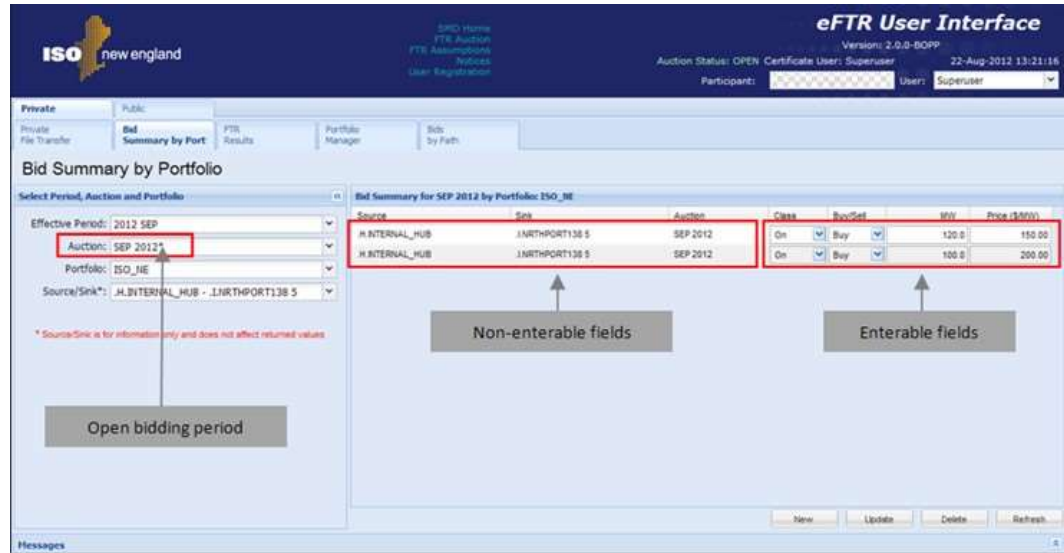 ISO new england
SMD Home
FTR Auction
FTR Assumptions
Notices
User Registration
eFTR User Interface
Version: 2.0.0-BOPP
Auction Status: OPEN Certificate User: Superuser 22-Aug-2012 13:21:16
Participant: User: Superuser
Private Public
Private File Transfer
Bid Summary by Port
FTR Results
Portfolio Manager
Bids by Path
Bid Summary by Portfolio
Select Period, Auction and Portfolio
Effective Period: 2012 SEP
Auction: SEP 2012*
Portfolio: ISO_NE
Source/Sink*: .H.INTERNAL_HUB - .I.NRTHPORT138 5
* Source/Sink is for information only and does not affect returned values
Open bidding period
Bid Summary for SEP 2012 by Portfolio: ISO_NE
Source Sink Auction Class Buy/Sell MW Price ($/MW)
.H.INTERNAL_HUB .I.NRTHPORT138 5 SEP 2012 On Buy 120.0 150.00
.H.INTERNAL_HUB .I.NRTHPORT138 5 SEP 2012 On Buy 100.0 200.00
Non-enterable fields
Enterable fields
New Update Delete Refresh
Messages